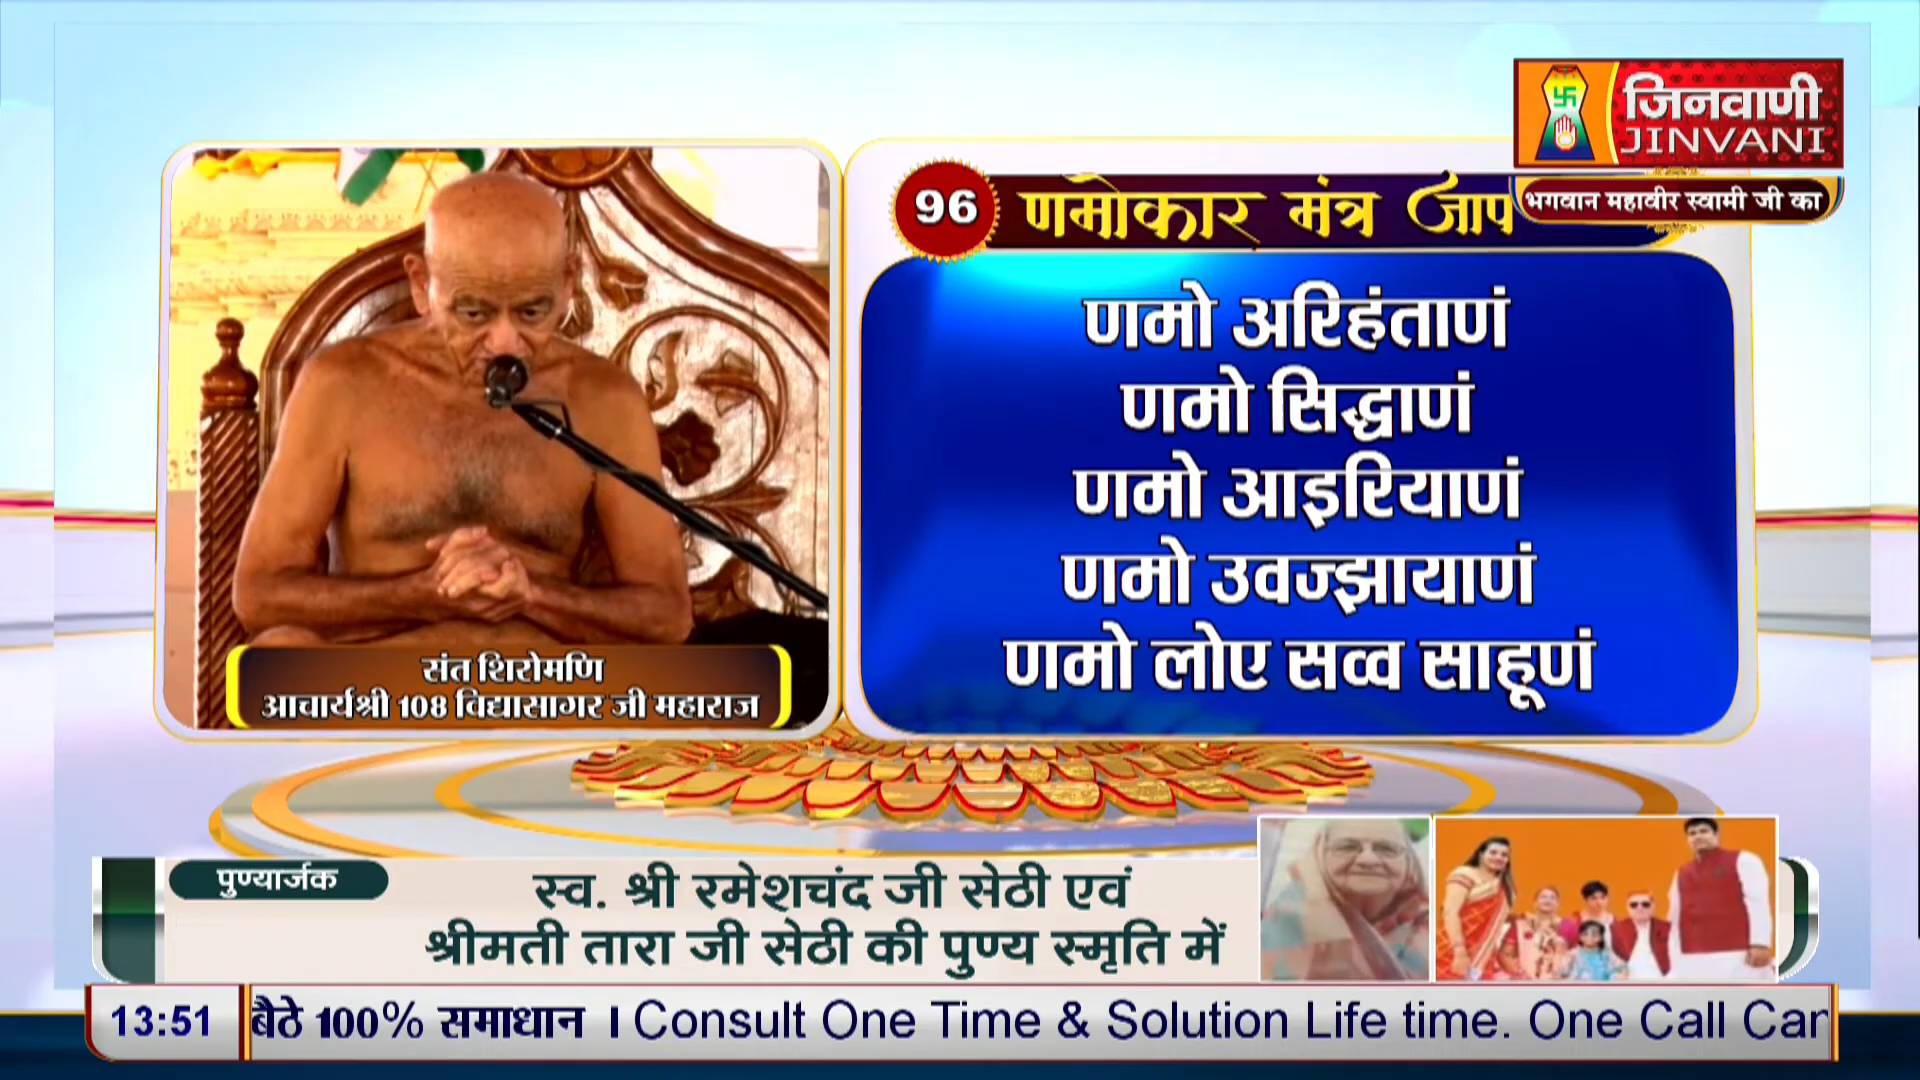 जिनवाणी
JINVANI
भगवान महावीर स्वामी जी का
96 णमोकार मंत्र जाप
णमो अरिहंताणं
णमो सिद्धाणं
णमो आइरियाणं
णमो उवज्झायाणं
णमो लोए सव्व साहूणं
संत शिरोमणि
आचार्यश्री 108 विद्यासागर जी महाराज
पुण्यार्जक
स्व. श्री रमेशचंद जी सेठी एवं
श्रीमती तारा जी सेठी की पुण्य स्मृति में
13:51 बैठे 100% समाधान । Consult One Time & Solution Life time. One Call Can